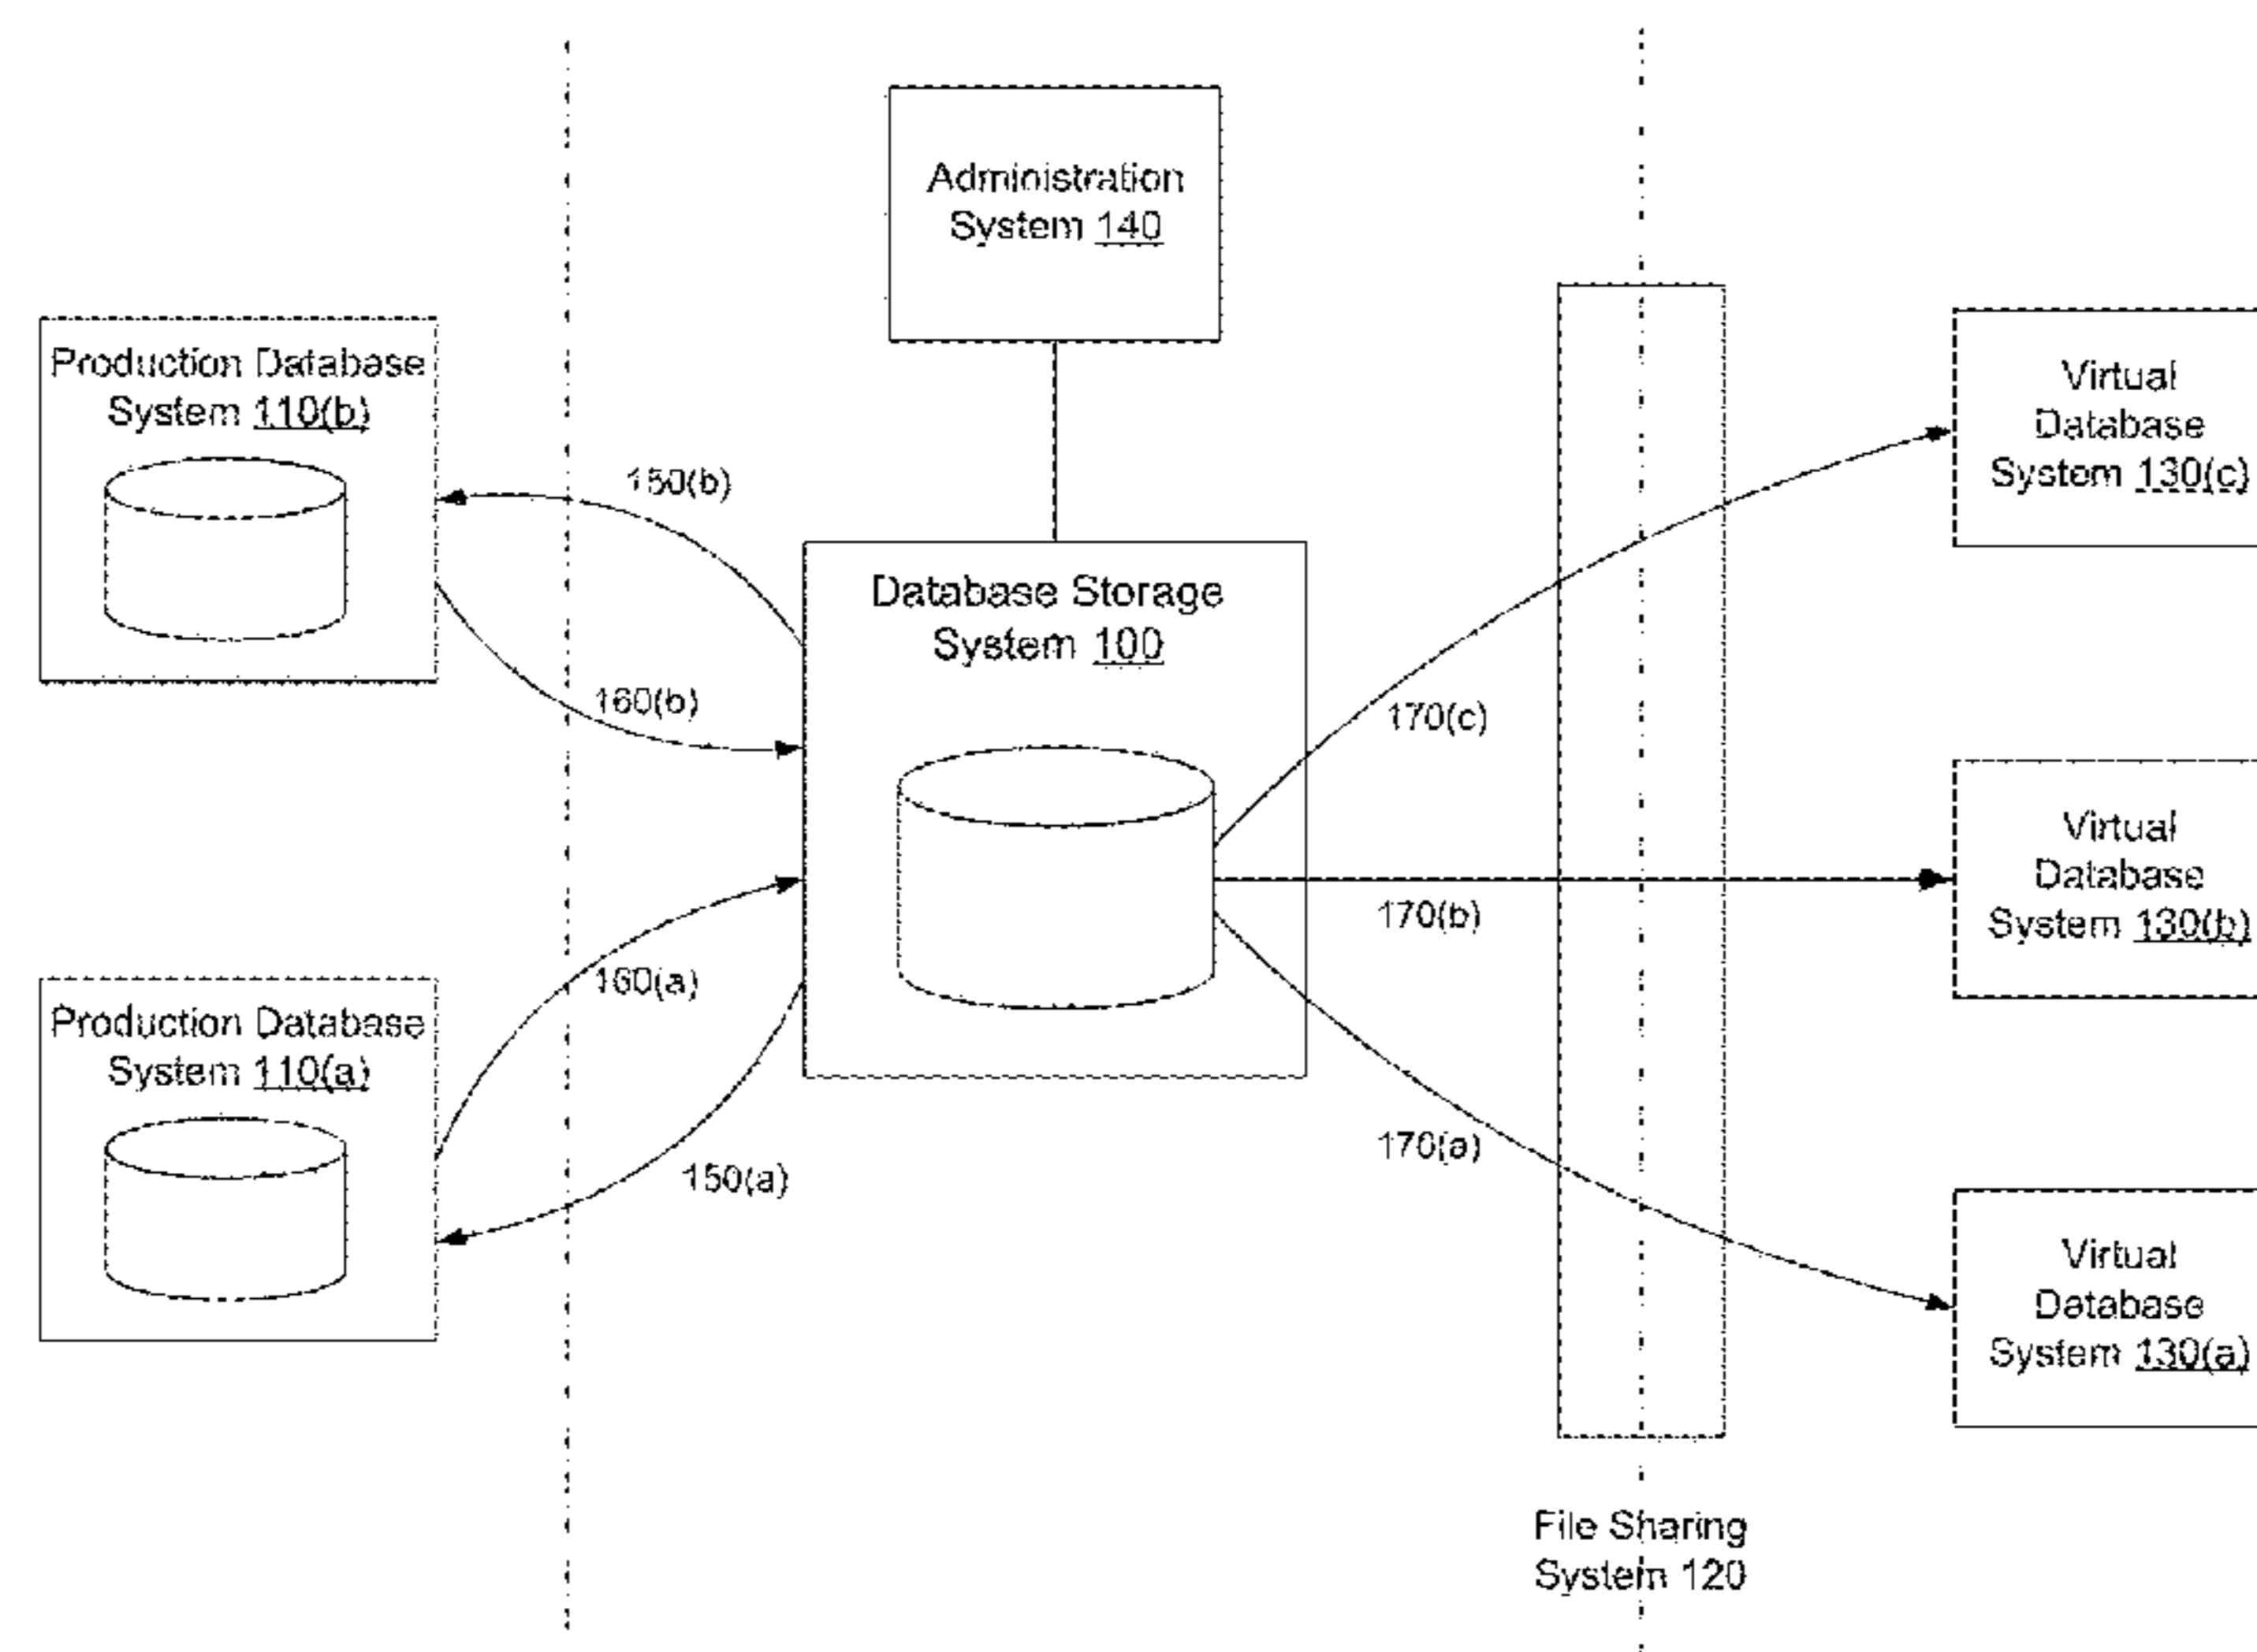 Administration
System 140
Production Database
System 110(b)
Virtual
Database
System 130(c)
150(b)
Database Storage
System 100
160(b)
170(c)
Virtual
Database
System 130(b)
170(b)
160(a)
Production Database
System 110(a)
170(a)
150(a)
Virtual
Database
System 130(a)
File Sharing
System 120